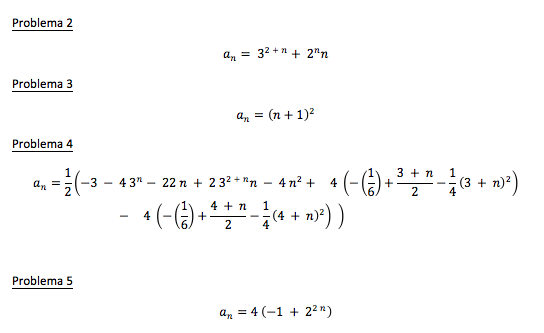 Problema 2
aₙ = 3²⁺ⁿ + 2ⁿn
Problema 3
aₙ = (n + 1)²
Problema 4
aₙ = 1/2 (−3 − 4 3ⁿ − 22 n + 2 3²⁺ⁿn − 4 n² + 4 (−(1/6) + (3 + n)/2 − 1/4 (3 + n)²)
− 4 (−(1/6) + (4 + n)/2 − 1/4 (4 + n)²) )
Problema 5
aₙ = 4 (−1 + 2²ⁿ)